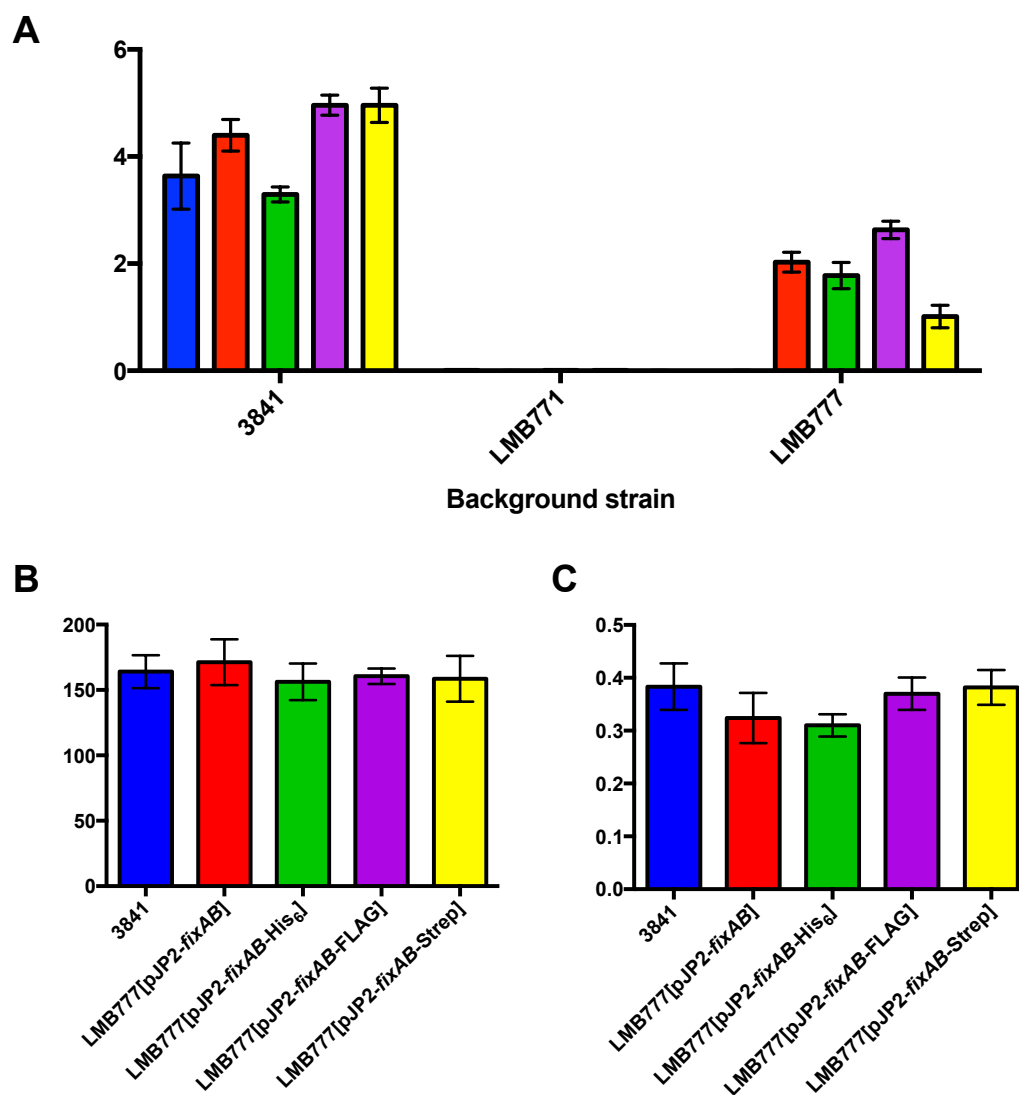 A
6
4
2
0
3841
LMB771
LMB777
Background strain
B
200
150
100
50
0
3841
LMB777[pJP2-fixAB]
LMB777[pJP2-fixAB-His₆]
LMB777[pJP2-fixAB-FLAG]
LMB777[pJP2-fixAB-Strep]
C
0.5
0.4
0.3
0.2
0.1
0.0
3841
LMB777[pJP2-fixAB]
LMB777[pJP2-fixAB-His₆]
LMB777[pJP2-fixAB-FLAG]
LMB777[pJP2-fixAB-Strep]